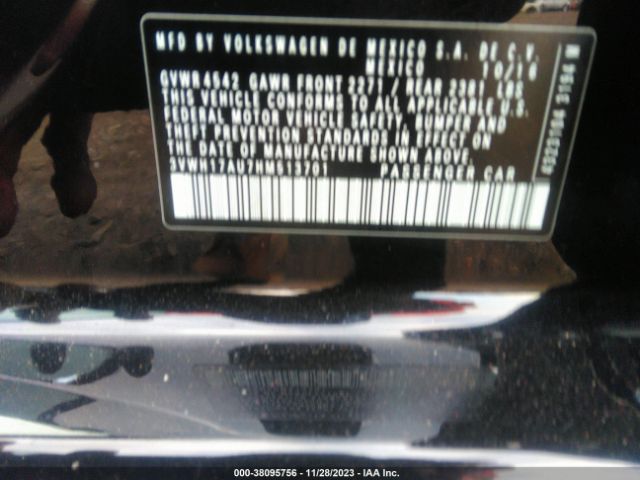 MFD BY VOLKSWAGEN DE MEXICO S.A. DE C.V.
MEXICO 10/16
GVWR 4542 GAWR FRONT 2271 / REAR 2381 LBS
THIS VEHICLE CONFORMS TO ALL APPLICABLE U.S.
FEDERAL MOTOR VEHICLE SAFETY, BUMPER AND
THEFT PREVENTION STANDARDS IN EFFECT ON
THE DATE OF MANUFACTURE SHOWN ABOVE.
3VWH17AU7HM513701 PASSENGER CAR
000-38095756 - 11/28/2023 - IAA Inc.